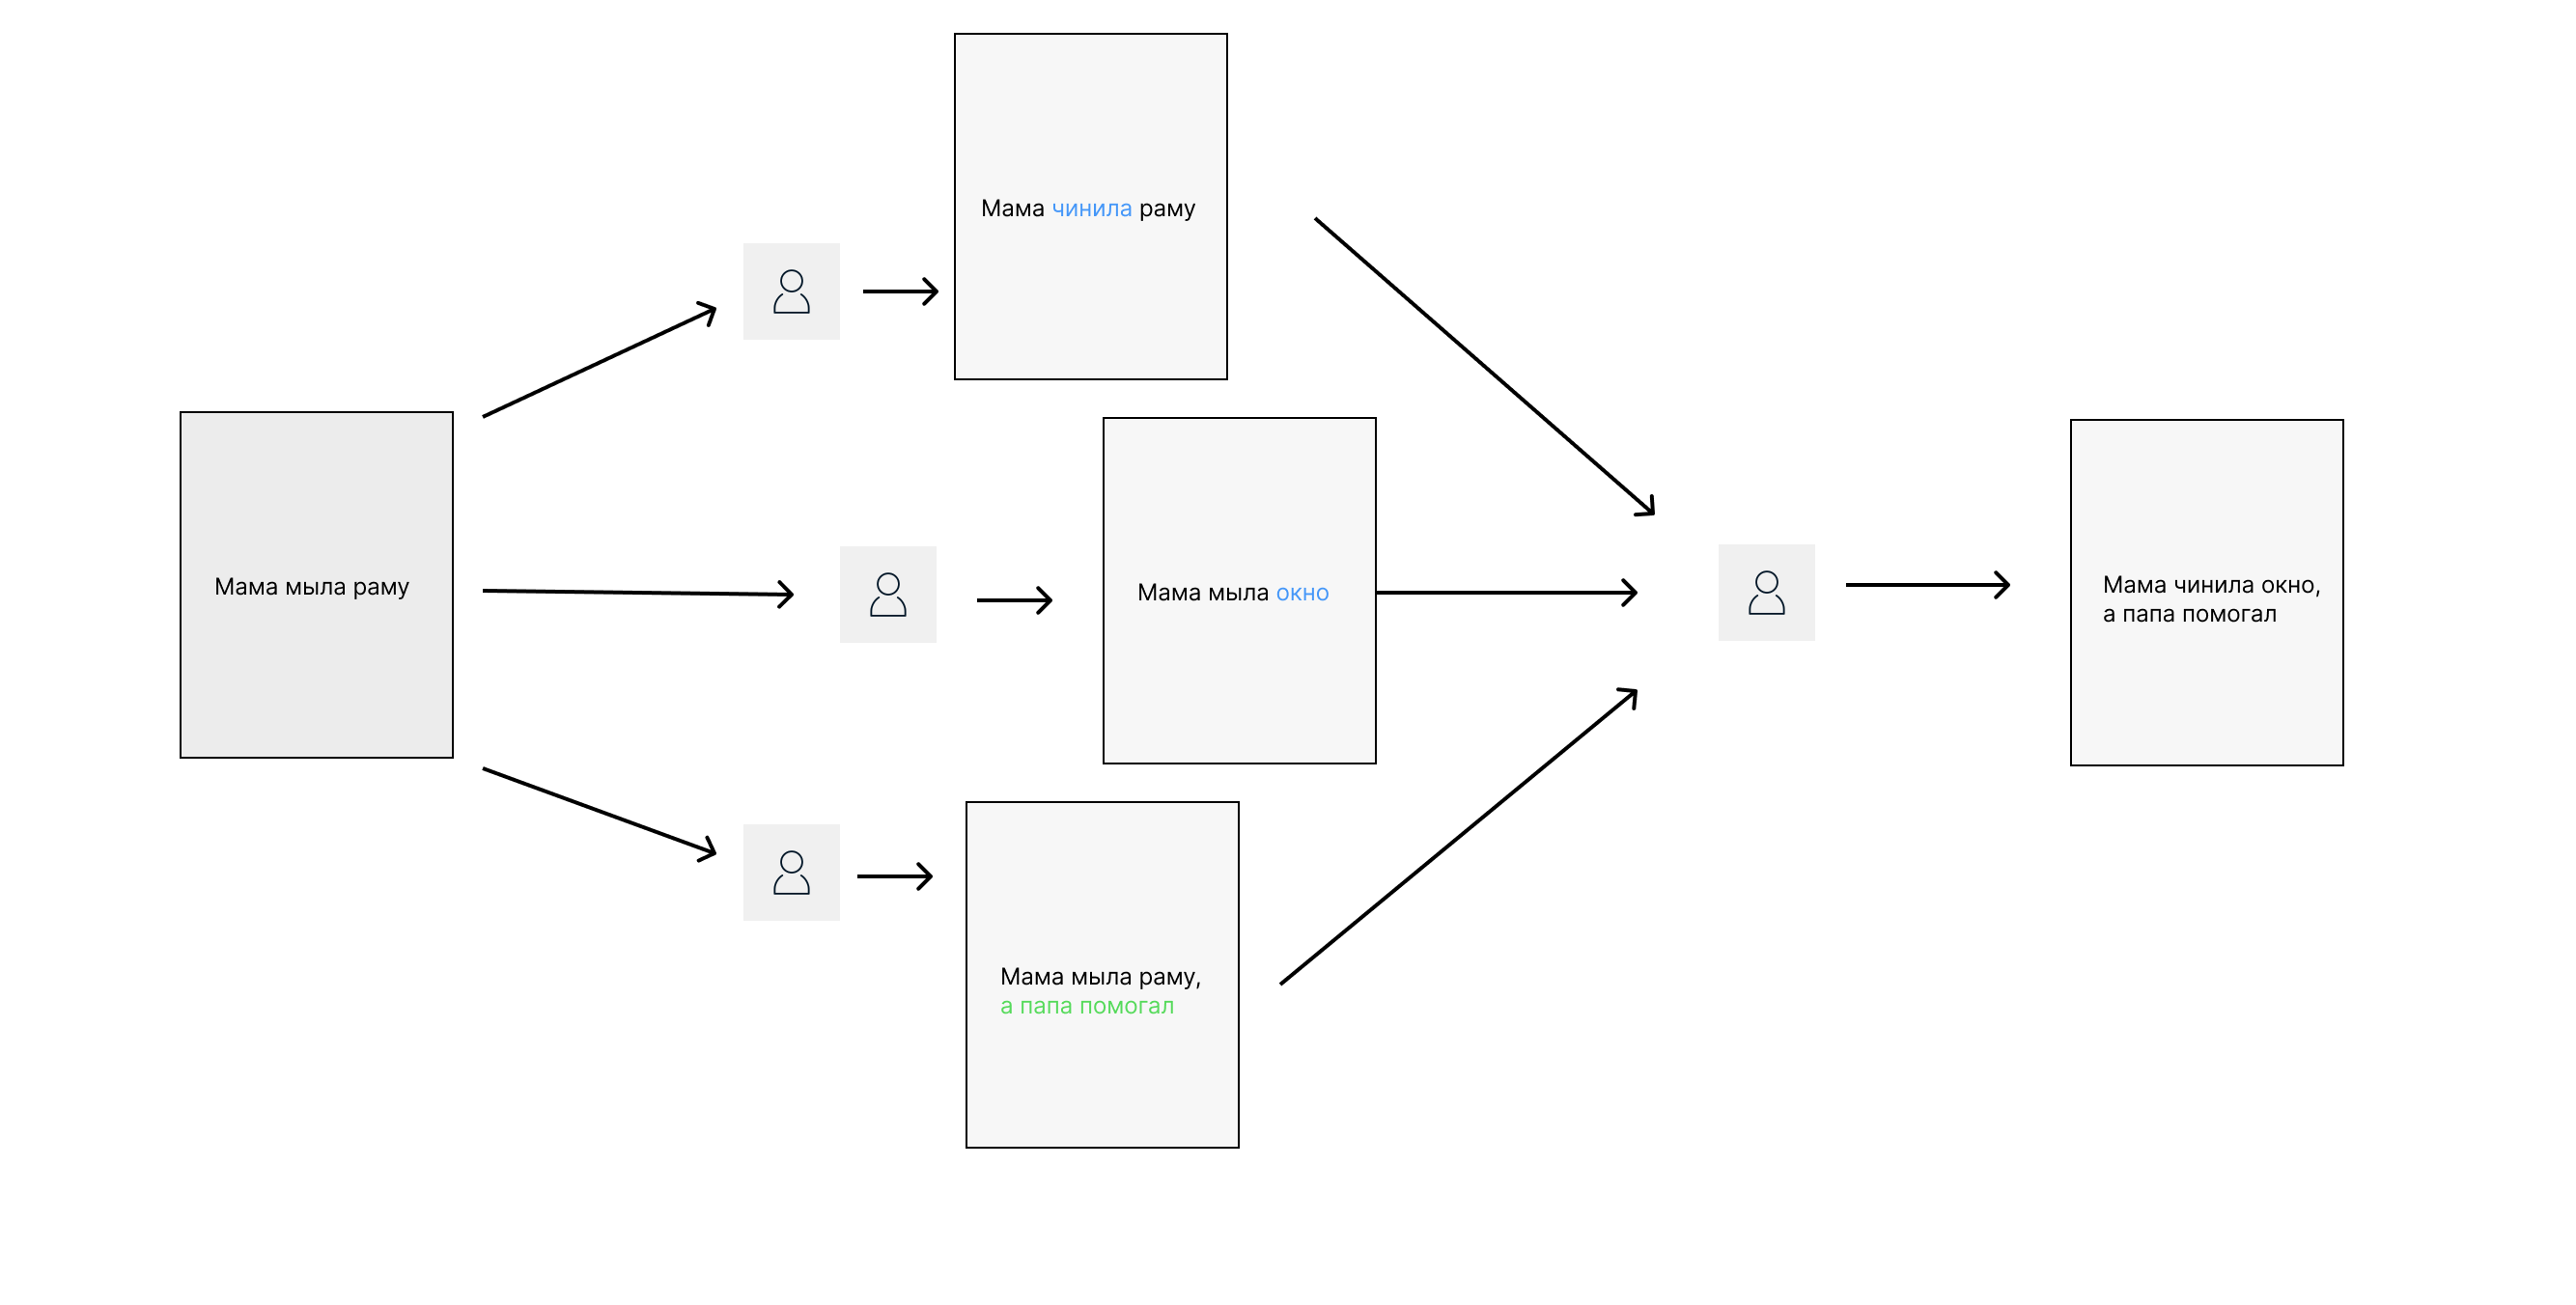 Мама мыла раму
Мама чинила раму
Мама мыла окно
Мама мыла раму,
а папа помогал
Мама чинила окно,
а папа помогал